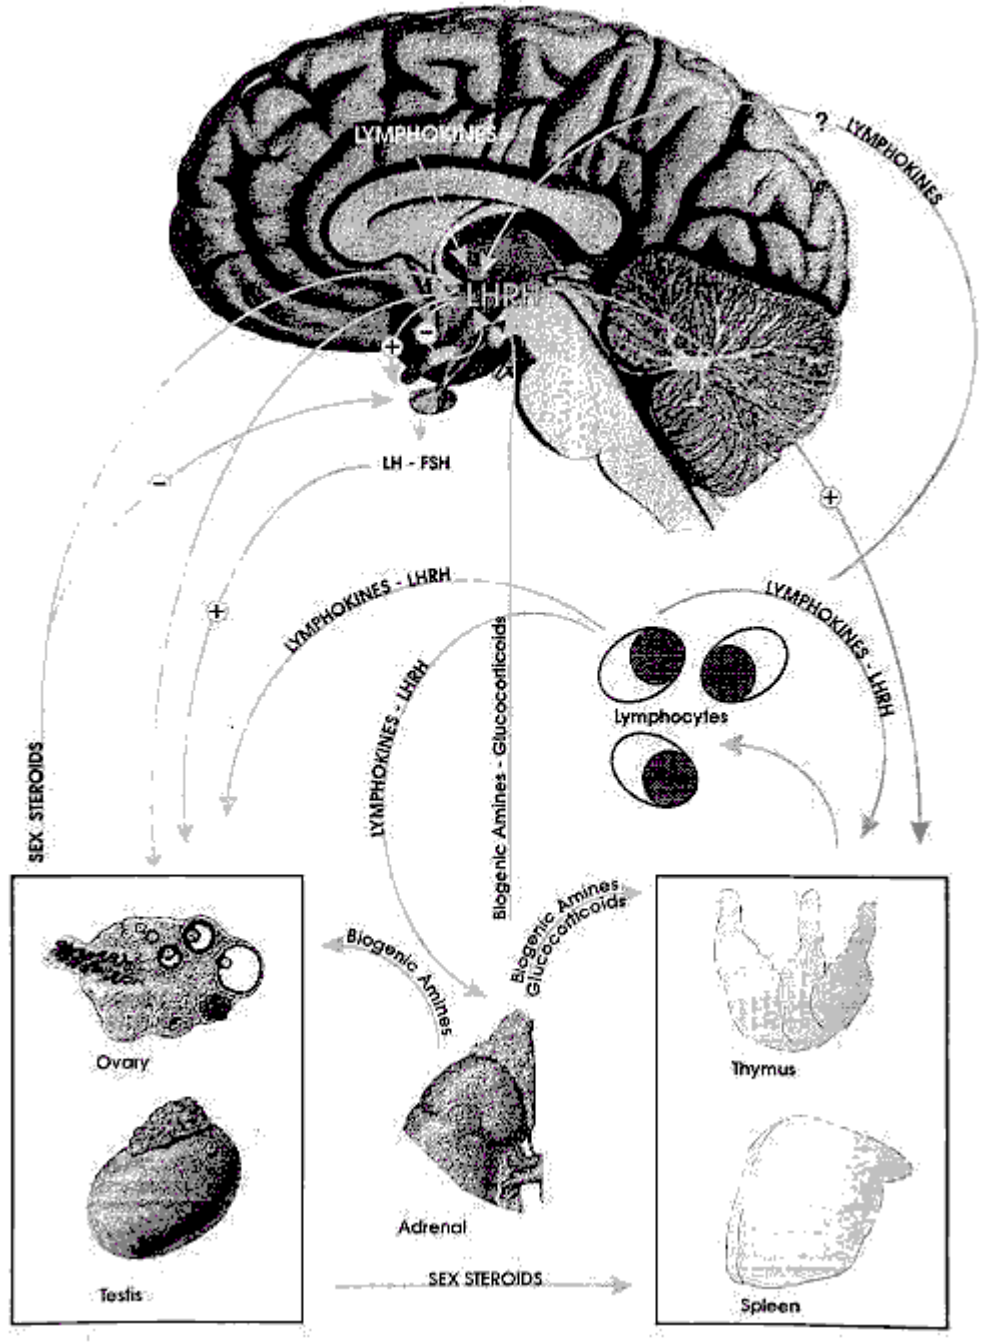 LYMPHOKINES
?
LYMPHOKINES
LHRH
−
+
LH - FSH
−
+
+
LYMPHOKINES - LHRH
LYMPHOKINES - LHRH
LYMPHOKINES - LHRH
Lymphocytes
Biogenic Amines - Glucocorticoids
SEX STEROIDS
Biogenic Amines
Biogenic Amines
Glucocorticoids
Ovary
Thymus
Adrenal
Testis
SEX STEROIDS
Spleen